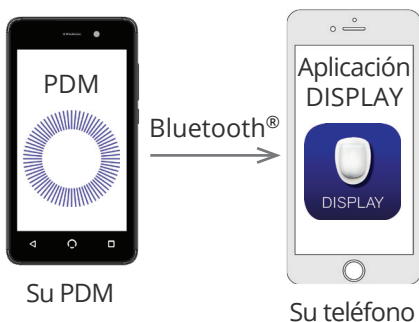 PDM
Bluetooth®
Aplicación
DISPLAY
DISPLAY
Su PDM
Su teléfono